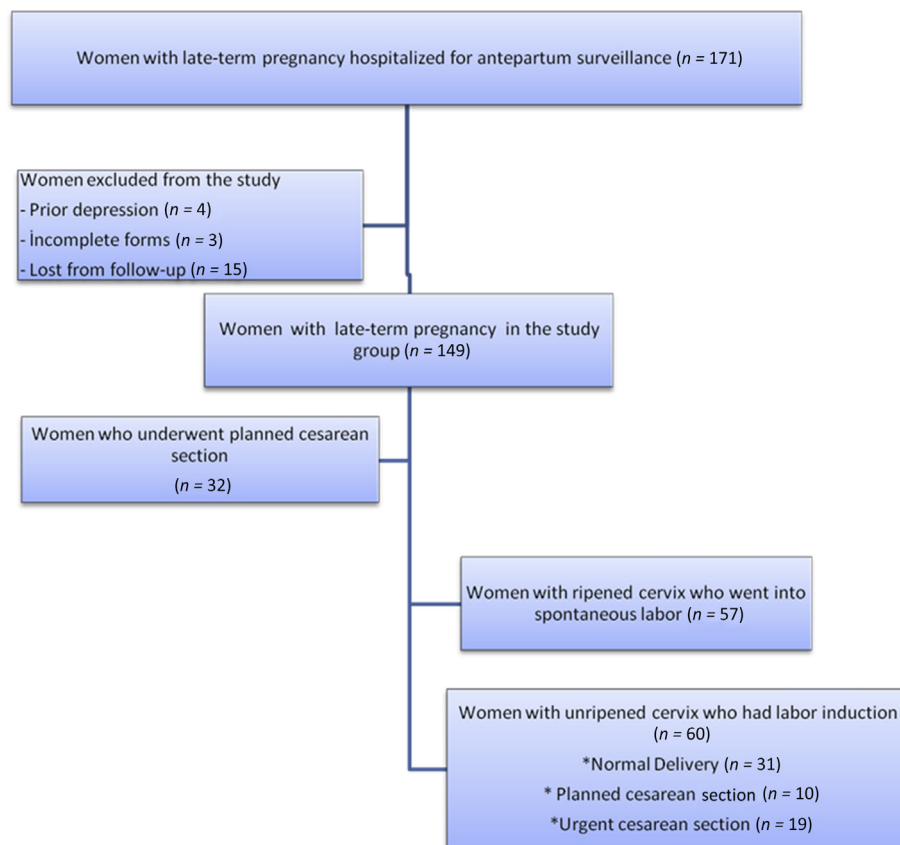 Women with late-term pregnancy hospitalized for antepartum surveillance (n = 171)
Women excluded from the study
- Prior depression (n = 4)
- İncomplete forms (n = 3)
- Lost from follow-up (n = 15)
Women with late-term pregnancy in the study
group (n = 149)
Women who underwent planned cesarean
section
(n = 32)
Women with ripened cervix who went into
spontaneous labor (n = 57)
Women with unripened cervix who had labor induction
(n = 60)
*Normal Delivery (n = 31)
* Planned cesarean section (n = 10)
*Urgent cesarean section (n = 19)